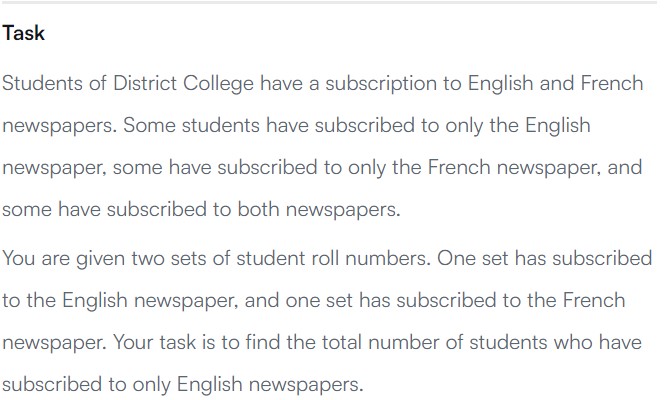 Task
Students of District College have a subscription to English and French
newspapers. Some students have subscribed to only the English
newspaper, some have subscribed to only the French newspaper, and
some have subscribed to both newspapers.
You are given two sets of student roll numbers. One set has subscribed
to the English newspaper, and one set has subscribed to the French
newspaper. Your task is to find the total number of students who have
subscribed to only English newspapers.